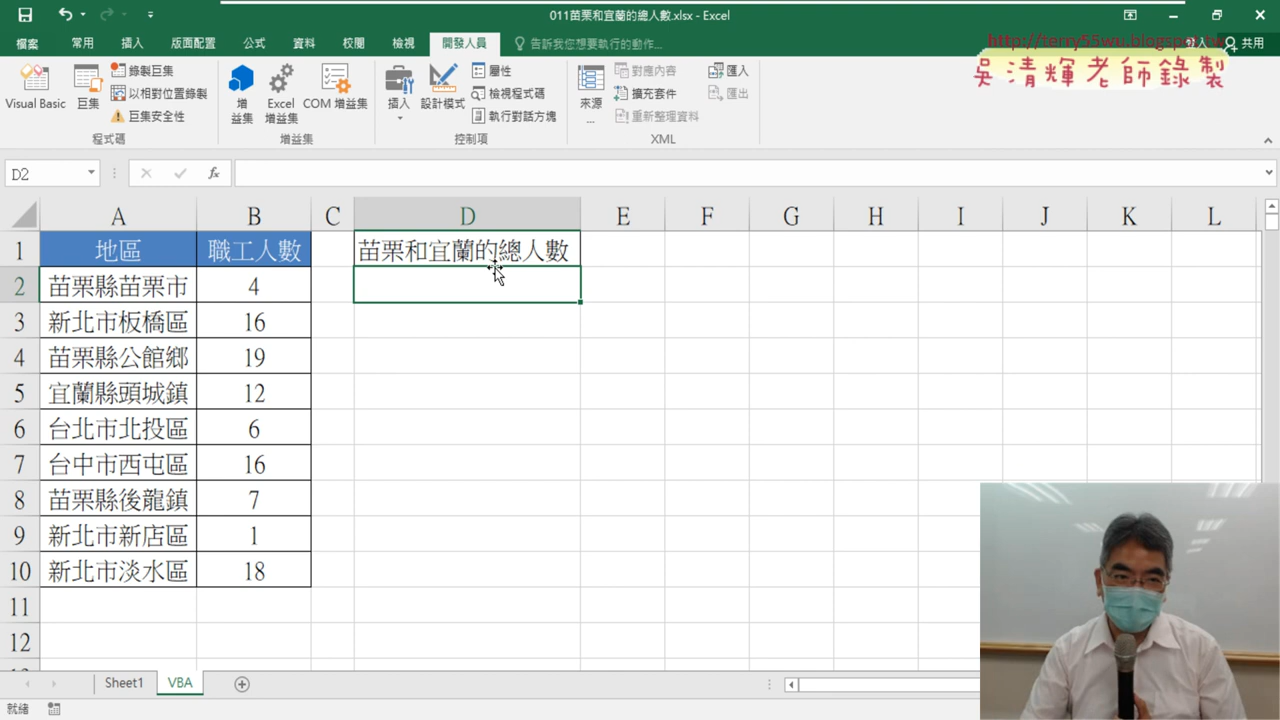 011苗栗和宜蘭的總人數.xlsx - Excel
檔案 常用 插入 版面配置 公式 資料 校閱 檢視 開發人員 告訴我您想要執行的動作... 登入 共用
http://terry55wu.blogspot.tw
吳清輝老師錄製
Visual Basic 巨集 錄製巨集 以相對位置錄製 巨集安全性
增益集 Excel 增益集 COM 增益集
插入 設計模式 屬性 檢視程式碼 執行對話方塊
來源... 對應內容 擴充套件 重新整理資料 匯入 匯出
程式碼 增益集 控制項 XML
D2 fx
A B C D E F G H I J K L
1 地區 職工人數 苗栗和宜蘭的總人數
2 苗栗縣苗栗市 4
3 新北市板橋區 16
4 苗栗縣公館鄉 19
5 宜蘭縣頭城鎮 12
6 台北市北投區 6
7 台中市西屯區 16
8 苗栗縣後龍鎮 7
9 新北市新店區 1
10 新北市淡水區 18
11
12
Sheet1 VBA
就緒